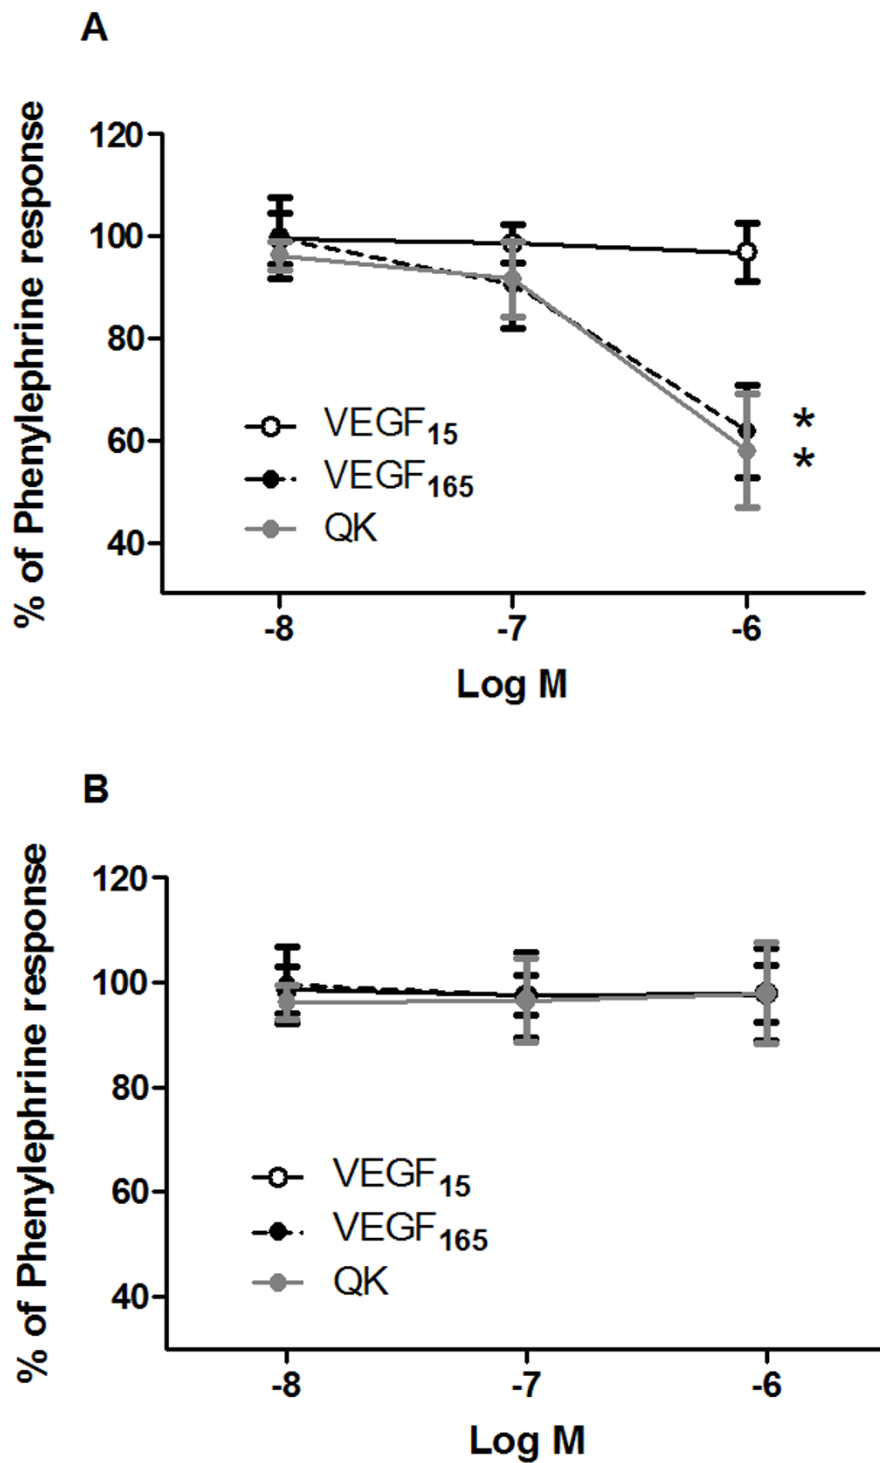 A
% of Phenylephrine response
120
100
80
60
40
VEGF15
VEGF165
QK
*
*
-8 -7 -6
Log M
B
% of Phenylephrine response
120
100
80
60
40
VEGF15
VEGF165
QK
-8 -7 -6
Log M